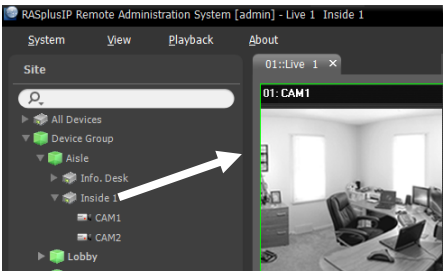 RASplusIP Remote Administration System [admin] - Live 1 Inside 1
System View Playback About
Site
01::Live 1 ×
01: CAM1
All Devices
Device Group
Aisle
Info. Desk
Inside 1
CAM1
CAM2
Lobby